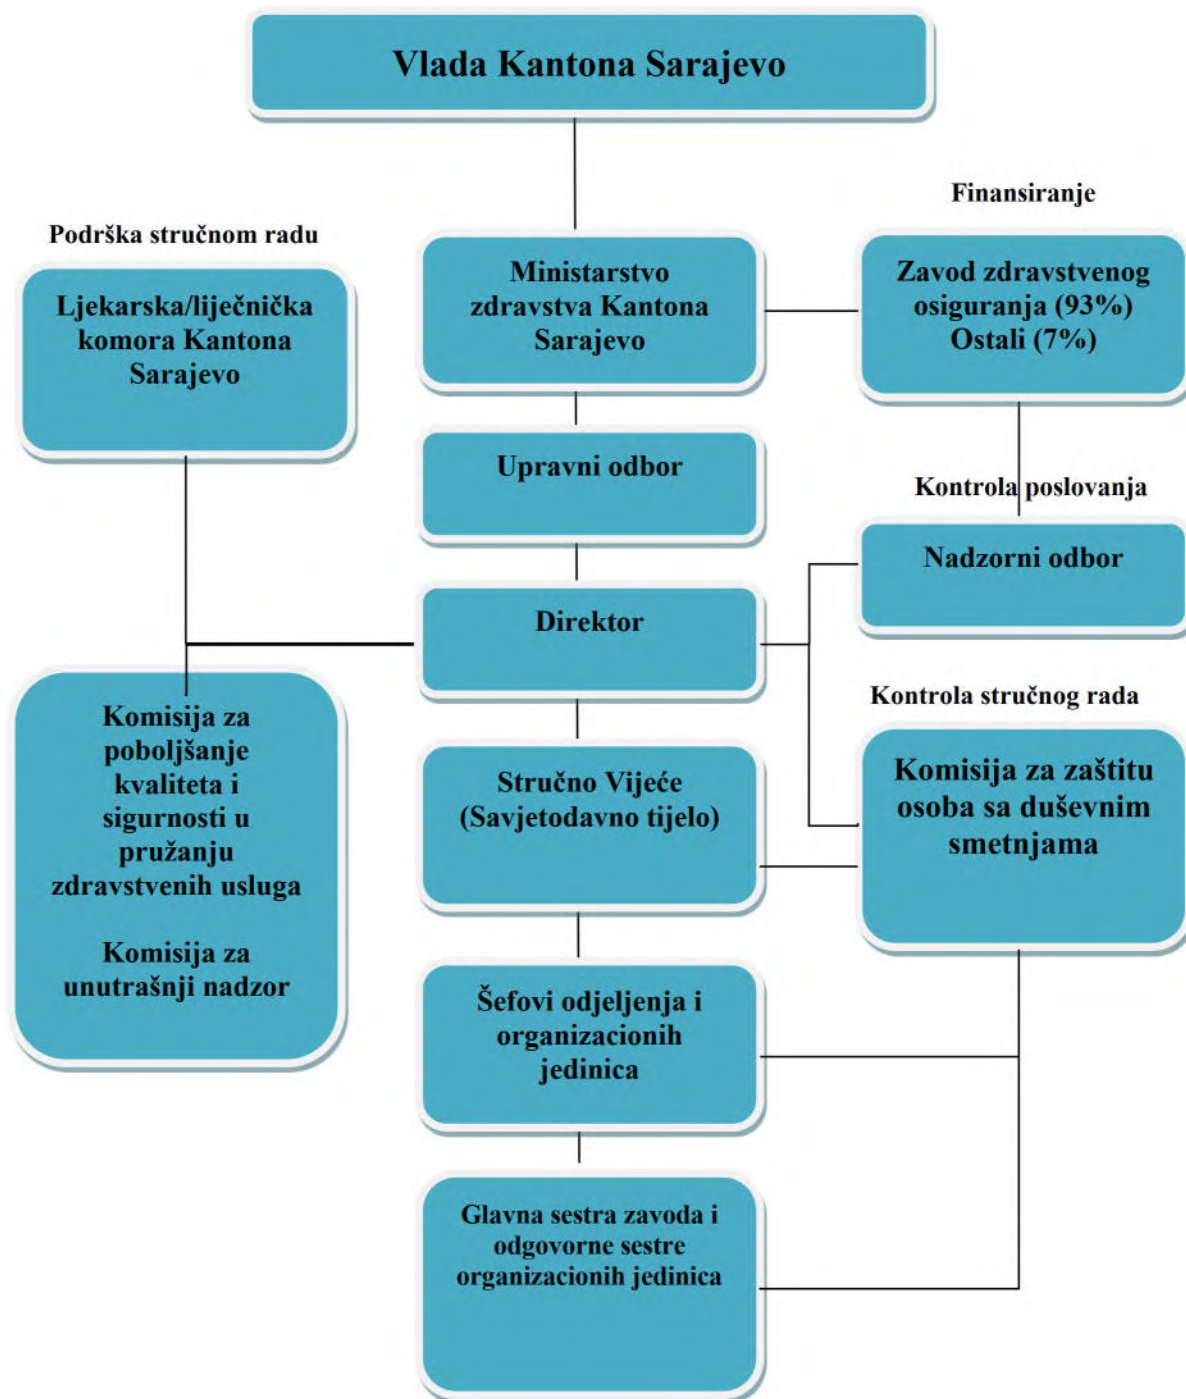 Vlada Kantona Sarajevo
Finansiranje
Podrška stručnom radu
Ministarstvo
zdravstva Kantona
Sarajevo
Zavod zdravstvenog
osiguranja (93%)
Ostali (7%)
Ljekarska/liječnička
komora Kantona
Sarajevo
Upravni odbor
Kontrola poslovanja
Nadzorni odbor
Direktor
Kontrola stručnog rada
Komisija za
poboljšanje
kvaliteta i
sigurnosti u
pružanju
zdravstvenih usluga
Komisija za
unutrašnji nadzor
Stručno Vijeće
(Savjetodavno tijelo)
Komisija za zaštitu
osoba sa duševnim
smetnjama
Šefovi odjeljenja i
organizacionih
jedinica
Glavna sestra zavoda i
odgovorne sestre
organizacionih jedinica